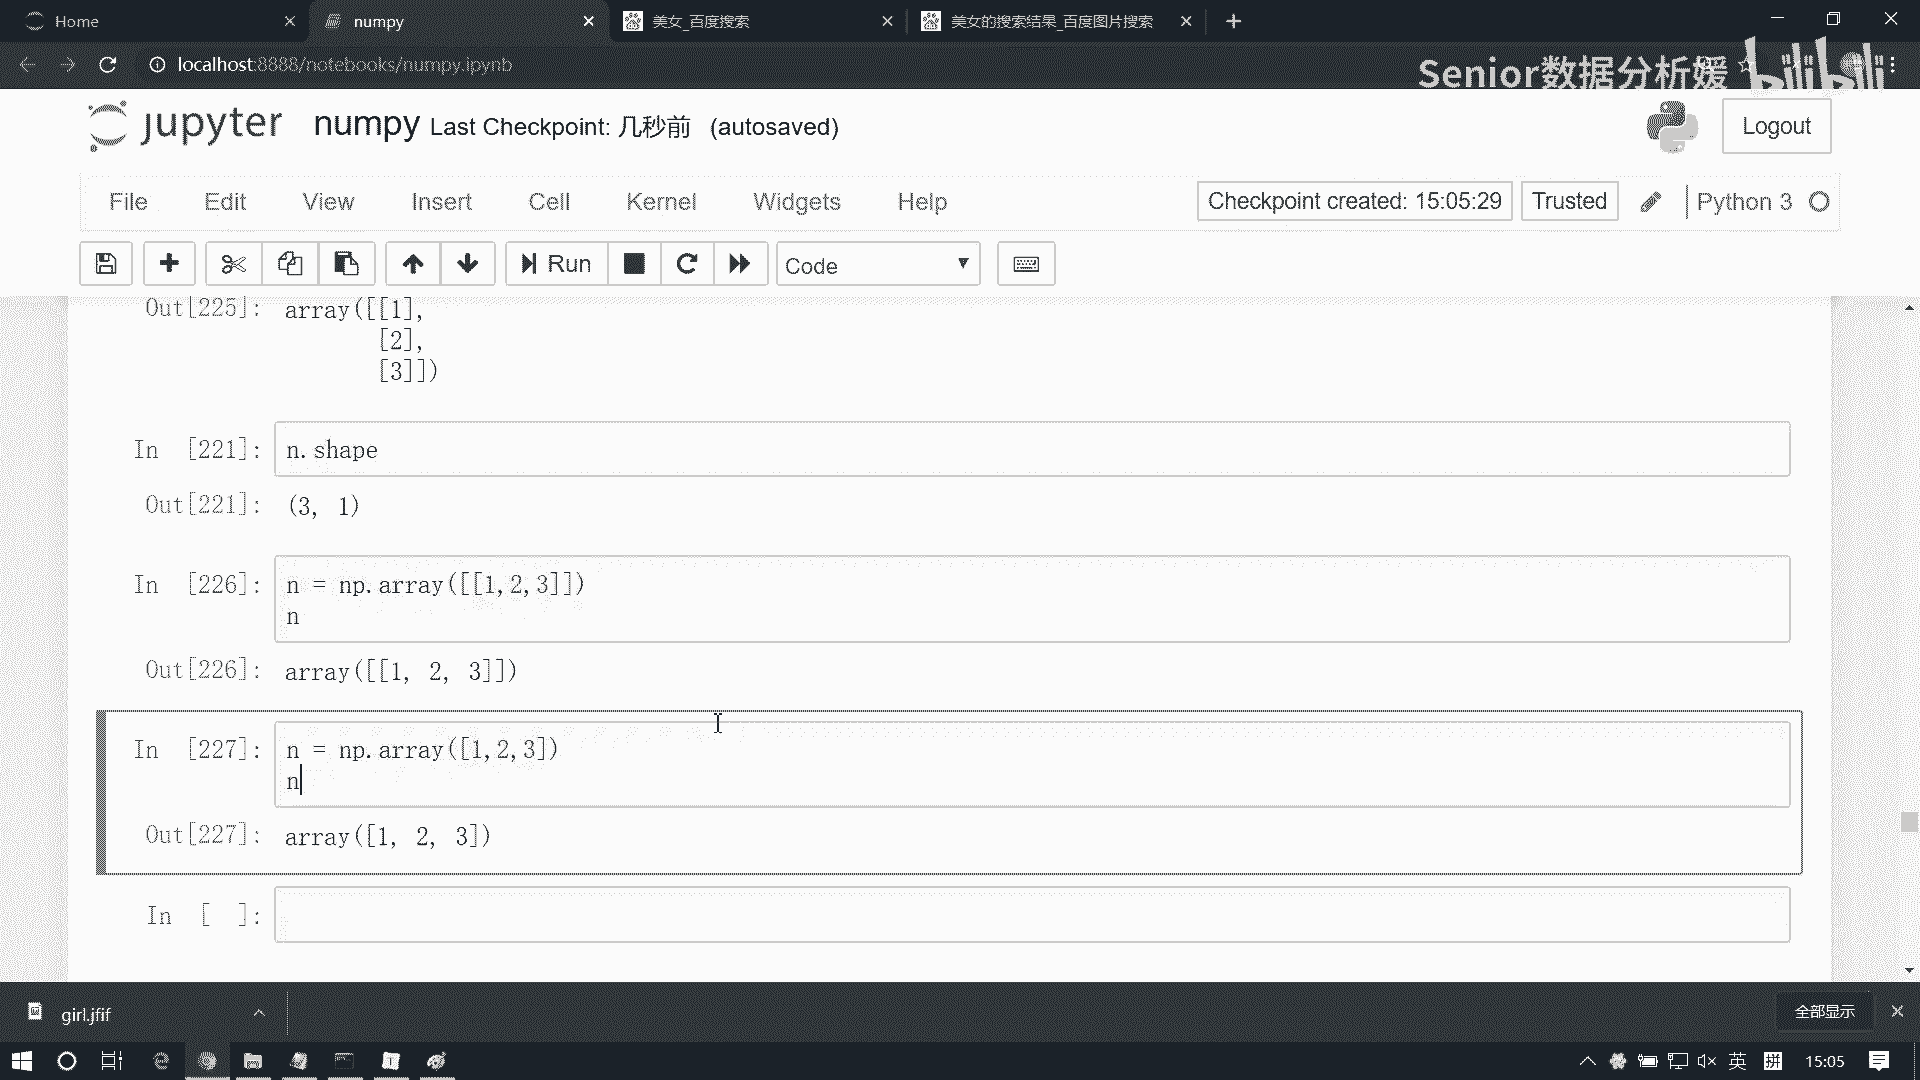 Home
numpy
美女_百度搜索
美女的搜索结果_百度图片搜索
localhost:8888/notebooks/numpy.ipynb
Senior数据分析媛 bilibili
jupyter numpy Last Checkpoint: 几秒前 (autosaved)
Logout
File Edit View Insert Cell Kernel Widgets Help
Checkpoint created: 15:05:29 Trusted Python 3
Run Code
Out[225]: array([[1],
[2],
[3]])
In [221]: n.shape
Out[221]: (3, 1)
In [226]: n = np.array([[1,2,3]])
n
Out[226]: array([[1, 2, 3]])
In [227]: n = np.array([1,2,3])
n
Out[227]: array([1, 2, 3])
In [ ]:
girl.jfif
全部显示
英 拼 15:05